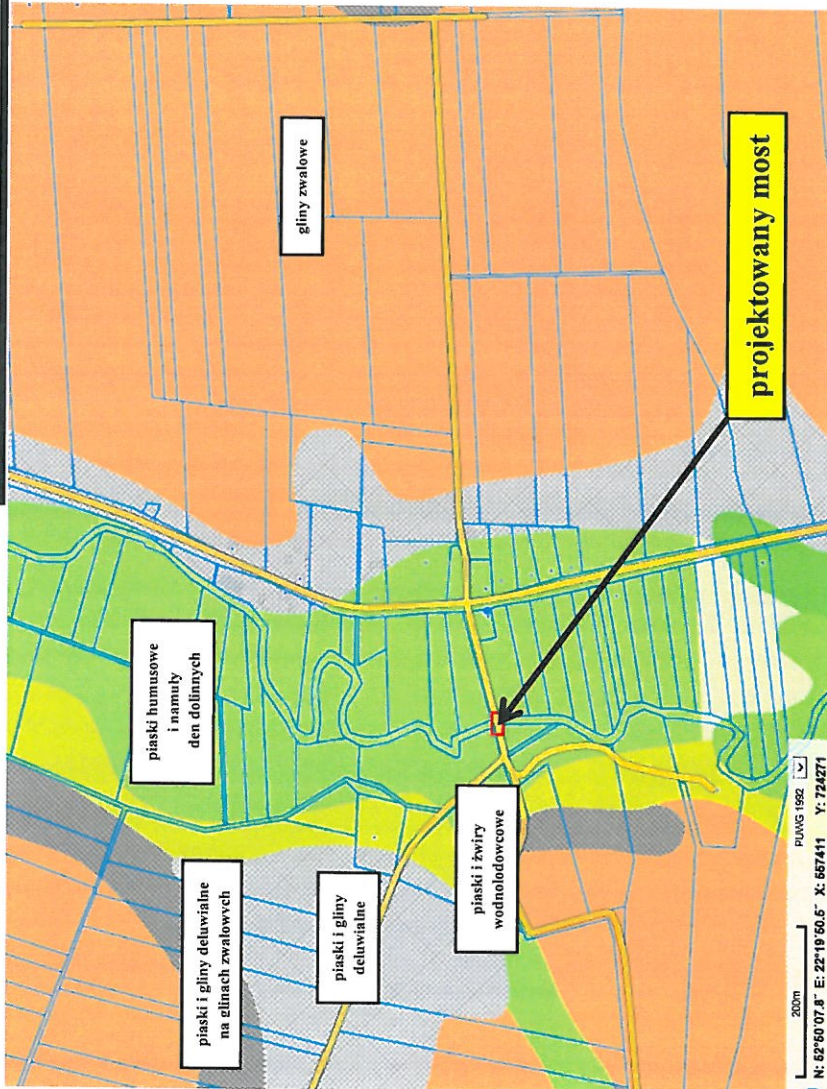 gliny zwałowe
projektowany most
piaski humusowe
i namuły
den dolinnych
piaski i gliny deluwialne
na glinach zwałowych
piaski i gliny
deluwialne
piaski i żwiry
wodnolodowcowe
200m
PUWG 1992
N: 52°50'07.8" E: 22°19'50.5" X: 557411 Y: 724271